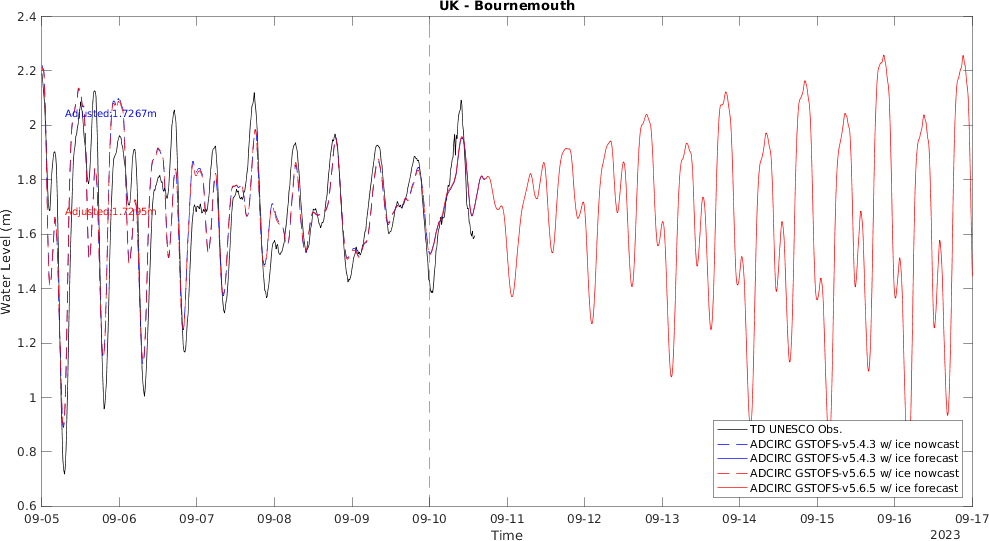 UK - Bournemouth
2.4
2.2
2
1.8
1.6
1.4
1.2
1
0.8
0.6
Water Level (m)
Adjusted:1.7267m
Adjusted:1.7295m
TD UNESCO Obs.
ADCIRC GSTOFS-v5.4.3 w/ ice nowcast
ADCIRC GSTOFS-v5.4.3 w/ ice forecast
ADCIRC GSTOFS-v5.6.5 w/ ice nowcast
ADCIRC GSTOFS-v5.6.5 w/ ice forecast
09-05 09-06 09-07 09-08 09-09 09-10 09-11 09-12 09-13 09-14 09-15 09-16 09-17
Time
2023